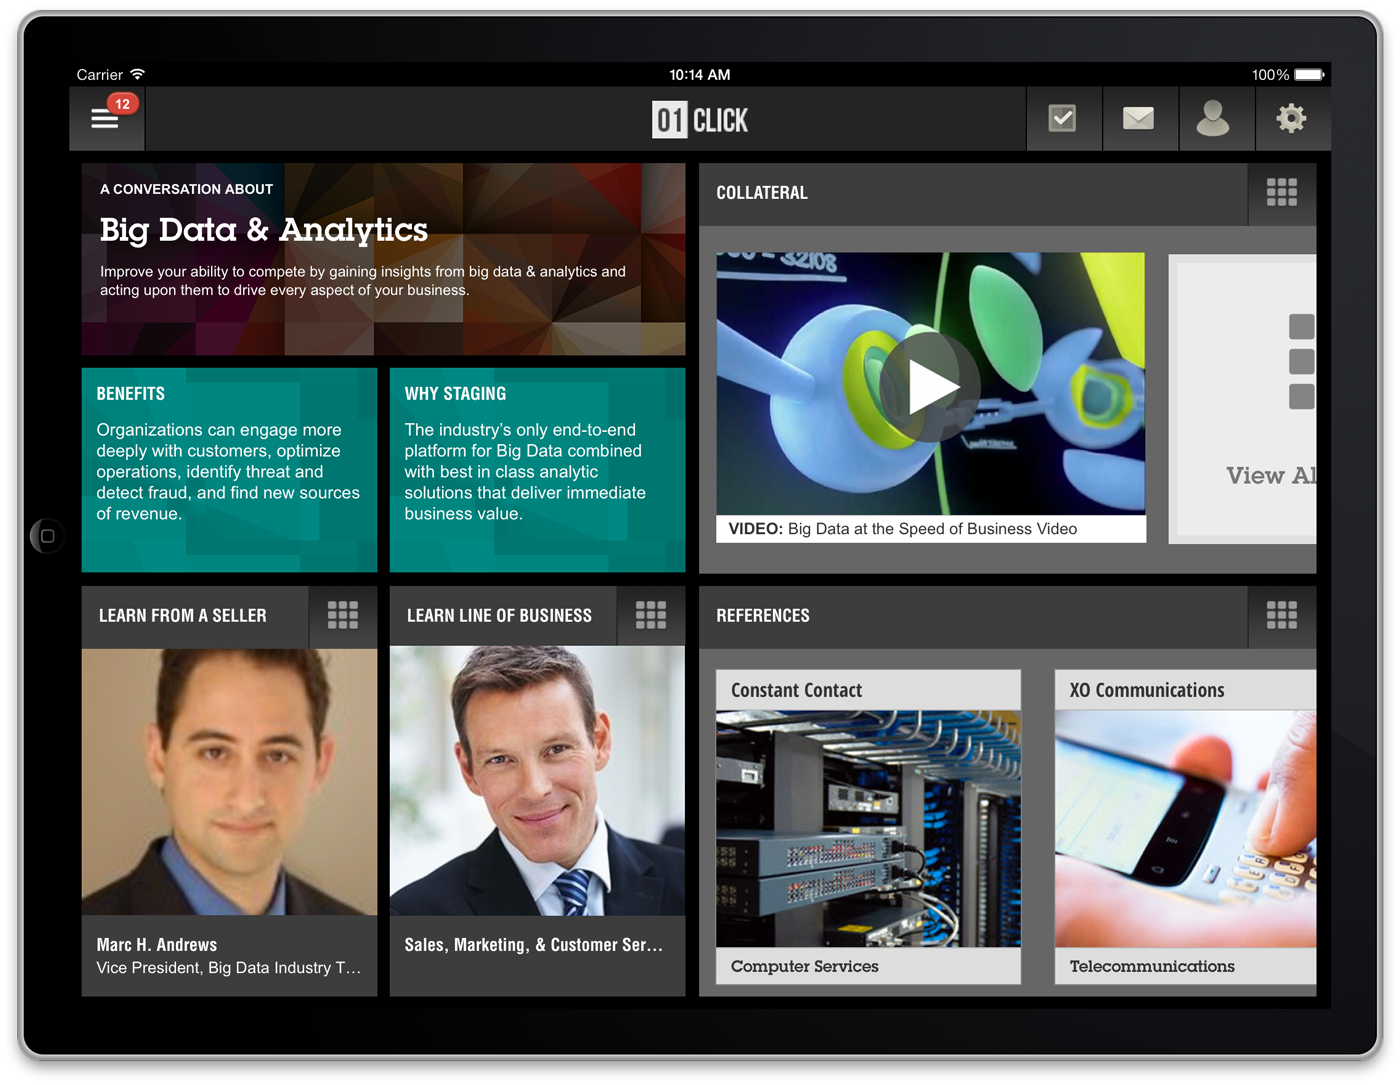 Carrier
10:14 AM
100%
12
01 CLICK
A CONVERSATION ABOUT
Big Data & Analytics
Improve your ability to compete by gaining insights from big data & analytics and
acting upon them to drive every aspect of your business.
BENEFITS
Organizations can engage more
deeply with customers, optimize
operations, identify threat and
detect fraud, and find new sources
of revenue.
WHY STAGING
The industry's only end-to-end
platform for Big Data combined
with best in class analytic
solutions that deliver immediate
business value.
COLLATERAL
32108
VIDEO: Big Data at the Speed of Business Video
View Al
LEARN FROM A SELLER
Marc H. Andrews
Vice President, Big Data Industry T…
LEARN LINE OF BUSINESS
Sales, Marketing, & Customer Ser…
REFERENCES
Constant Contact
Computer Services
XO Communications
Telecommunications